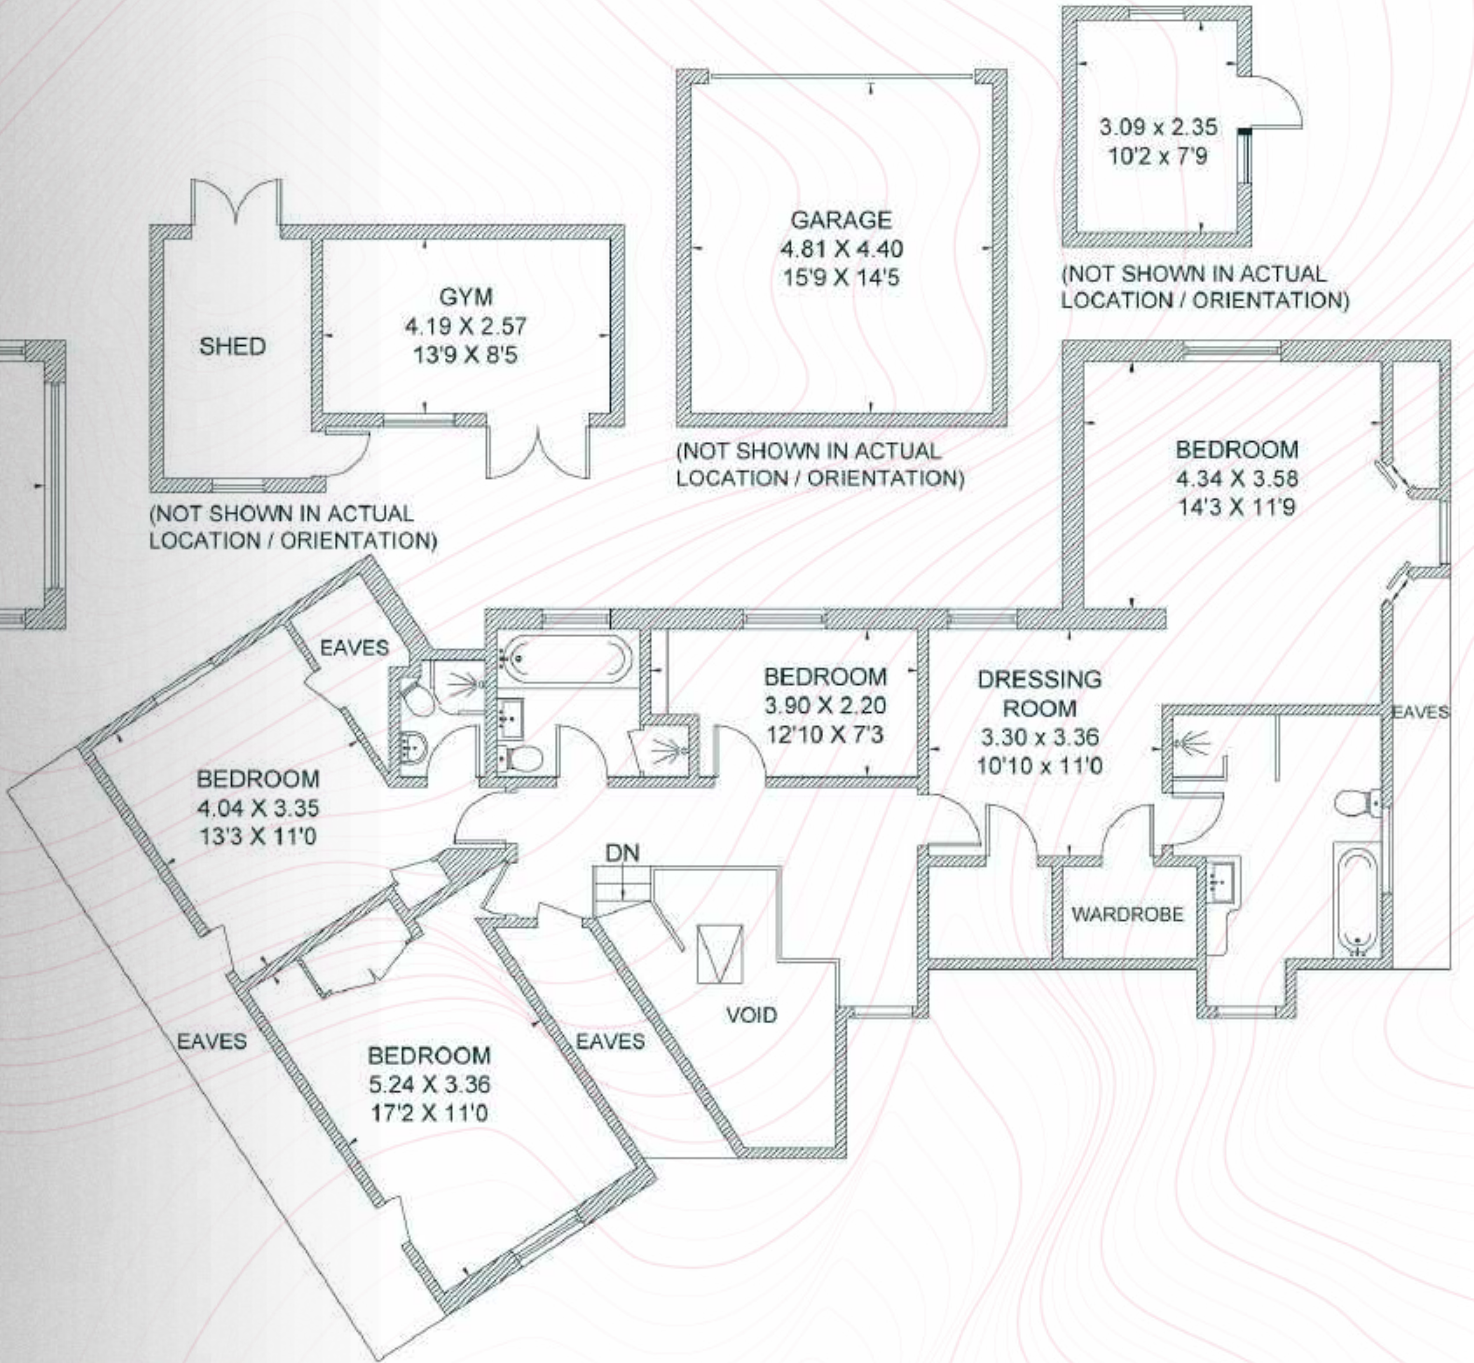 3.09 x 2.35
10'2 x 7'9
(NOT SHOWN IN ACTUAL
LOCATION / ORIENTATION)
GARAGE
4.81 X 4.40
15'9 X 14'5
(NOT SHOWN IN ACTUAL
LOCATION / ORIENTATION)
SHED
GYM
4.19 X 2.57
13'9 X 8'5
(NOT SHOWN IN ACTUAL
LOCATION / ORIENTATION)
BEDROOM
4.34 X 3.58
14'3 X 11'9
EAVES
BEDROOM
3.90 X 2.20
12'10 X 7'3
DRESSING
ROOM
3.30 x 3.36
10'10 x 11'0
EAVES
BEDROOM
4.04 X 3.35
13'3 X 11'0
DN
WARDROBE
VOID
EAVES
EAVES
BEDROOM
5.24 X 3.36
17'2 X 11'0